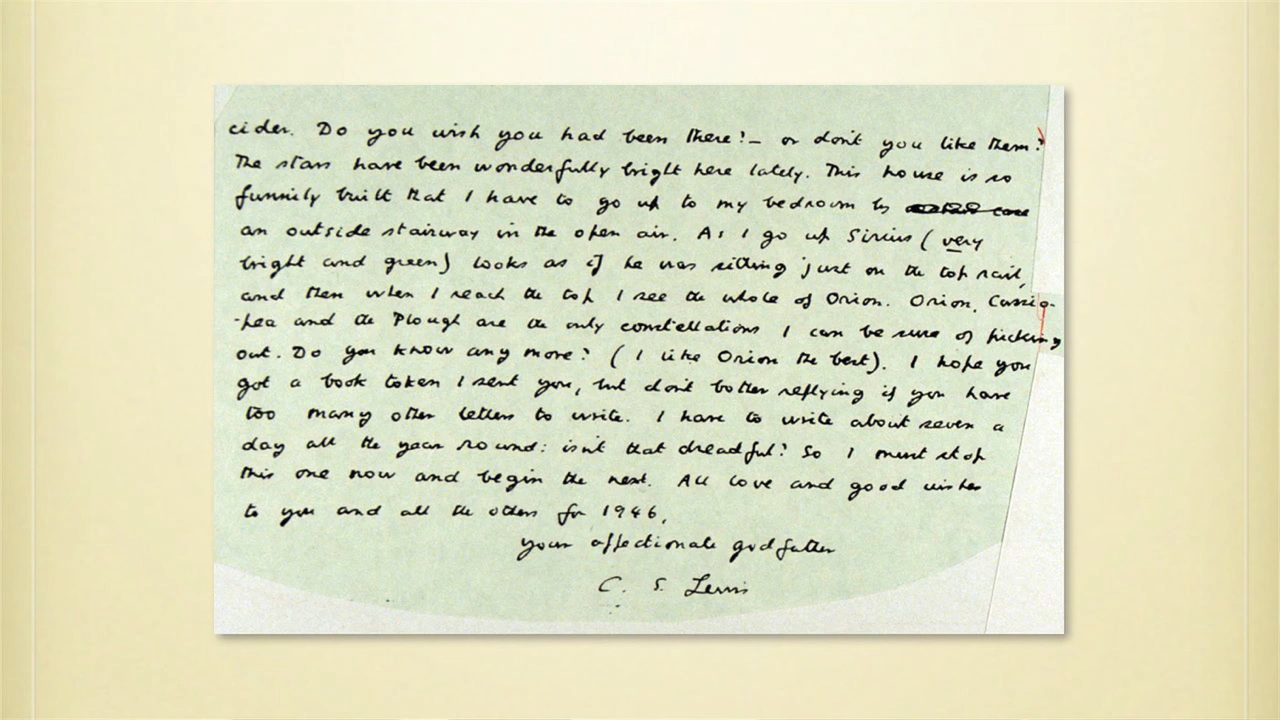 cider. Do you wish you had been there? – or don't you like them?
The stars have been wonderfully bright here lately. This house is so
funnily built that I have to go up to my bedroom by
an outside stairway in the open air. As I go up Sirius (very
bright and green) looks as if he was sitting just on the top rail,
and then when I reach the top I see the whole of Orion. Orion, Cassio-
-pea and the Plough are the only constellations I can be sure of picking
out. Do you know any more? (I like Orion the best). I hope you
got a book token I sent you, but don't bother replying if you have
too many other letters to write. I have to write about seven a
day all the year round: isn't that dreadful? So I must stop
this one now and begin the next. All love and good wishes
to you and all the others for 1946,
your affectionate godfather
C. S. Lewis